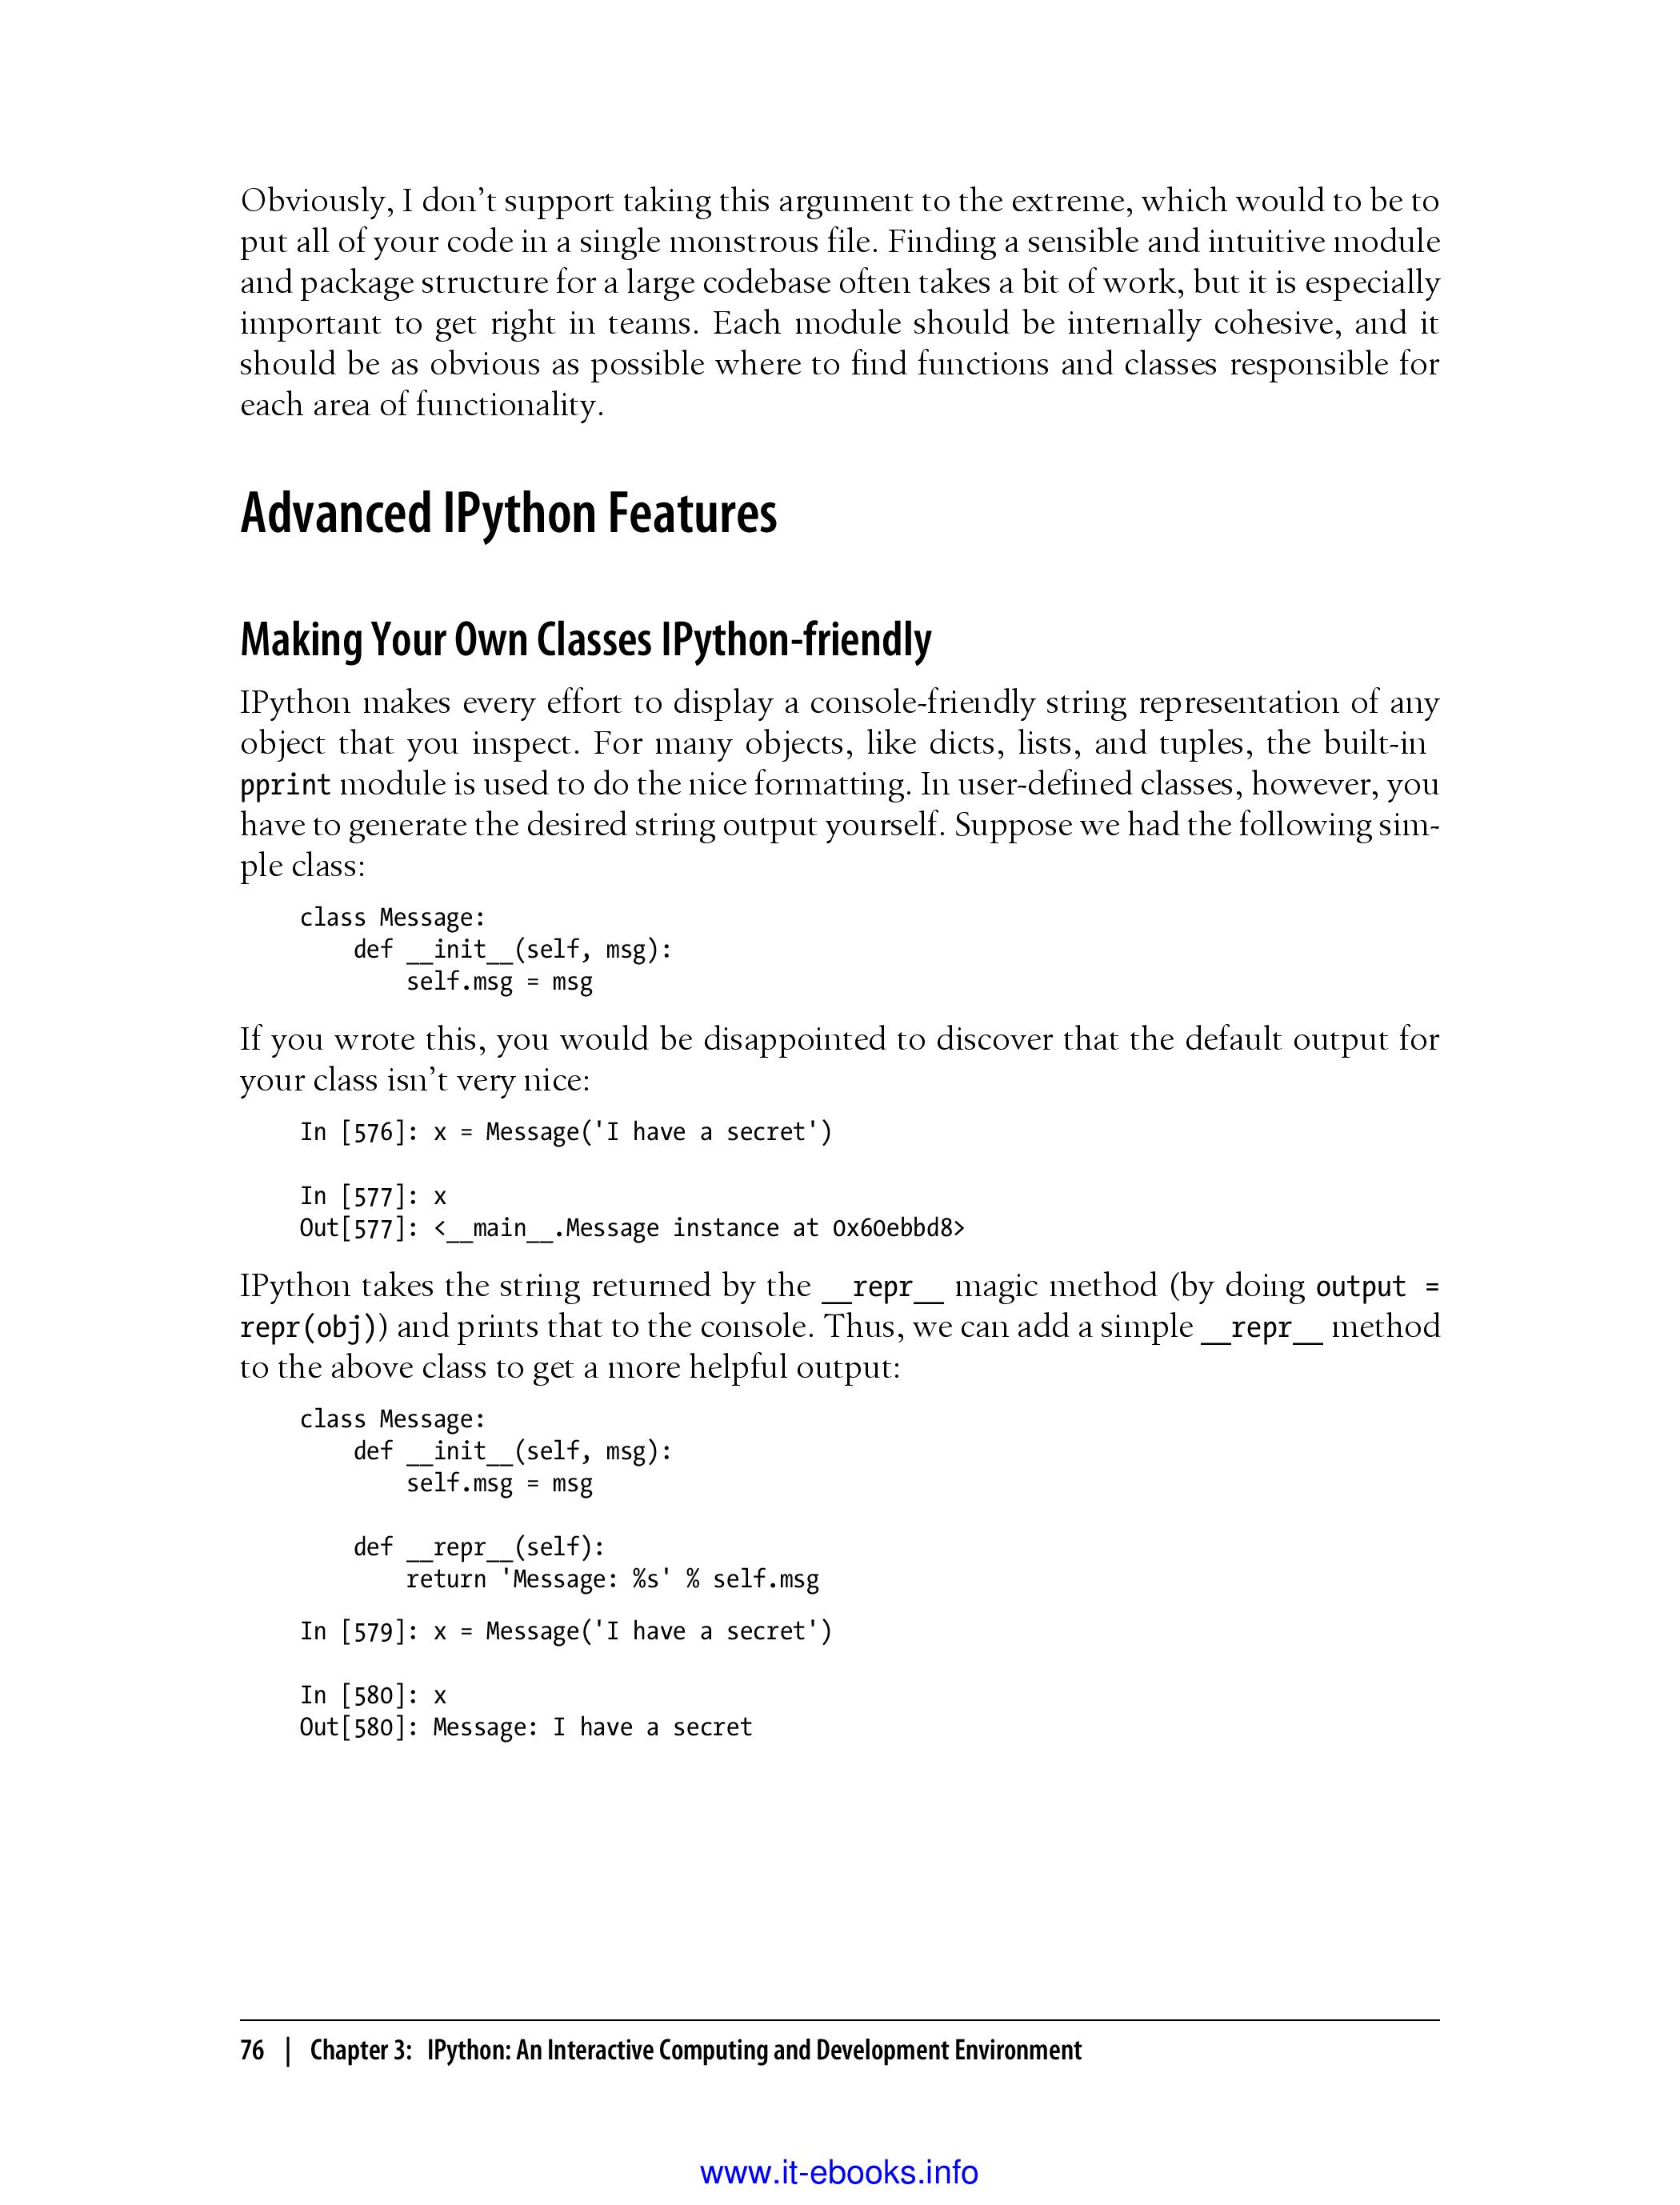 Obviously, I don’t support taking this argument to the extreme, which would to be to
put all of your code in a single monstrous file. Finding a sensible and intuitive module
and package structure for a large codebase often takes a bit of work, but it is especially
important to get right in teams. Each module should be internally cohesive, and it
should be as obvious as possible where to find functions and classes responsible for
each area of functionality.
Advanced IPython Features
Making Your Own Classes IPython-friendly
IPython makes every effort to display a console-friendly string representation of any
object that you inspect. For many objects, like dicts, lists, and tuples, the built-in
pprint module is used to do the nice formatting. In user-defined classes, however, you
have to generate the desired string output yourself. Suppose we had the following sim-
ple class:
class Message:
    def __init__(self, msg):
        self.msg = msg
If you wrote this, you would be disappointed to discover that the default output for
your class isn’t very nice:
In [576]: x = Message('I have a secret')
In [577]: x
Out[577]: <__main__.Message instance at 0x60ebbd8>
IPython takes the string returned by the __repr__ magic method (by doing output =
repr(obj)) and prints that to the console. Thus, we can add a simple __repr__ method
to the above class to get a more helpful output:
class Message:
    def __init__(self, msg):
        self.msg = msg
    def __repr__(self):
        return 'Message: %s' % self.msg
In [579]: x = Message('I have a secret')
In [580]: x
Out[580]: Message: I have a secret
76 | Chapter 3: IPython: An Interactive Computing and Development Environment
www.it-ebooks.info